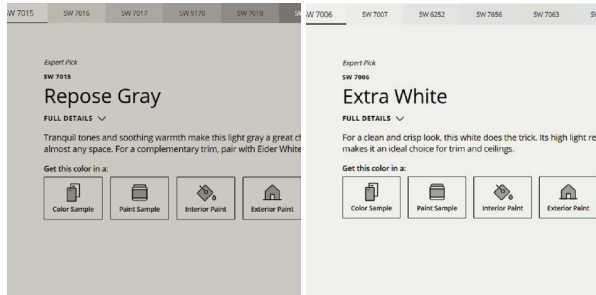 SW 7015 SW 7016 SW 7017 SW 9170 SW 7018
Expert Pick
SW 7015
Repose Gray
FULL DETAILS
Tranquil tones and soothing warmth make this light gray a great
almost any space. For a complementary trim, pair with Eider White
Get this color in a:
Color Sample Paint Sample Interior Paint Exterior Paint
SW 7006 SW 7007 SW 6252 SW 7656 SW 7063
Expert Pick
SW 7006
Extra White
FULL DETAILS
For a clean and crisp look, this white does the trick. Its high light
makes it an ideal choice for trim and ceilings.
Get this color in a:
Color Sample Paint Sample Interior Paint Exterior Paint